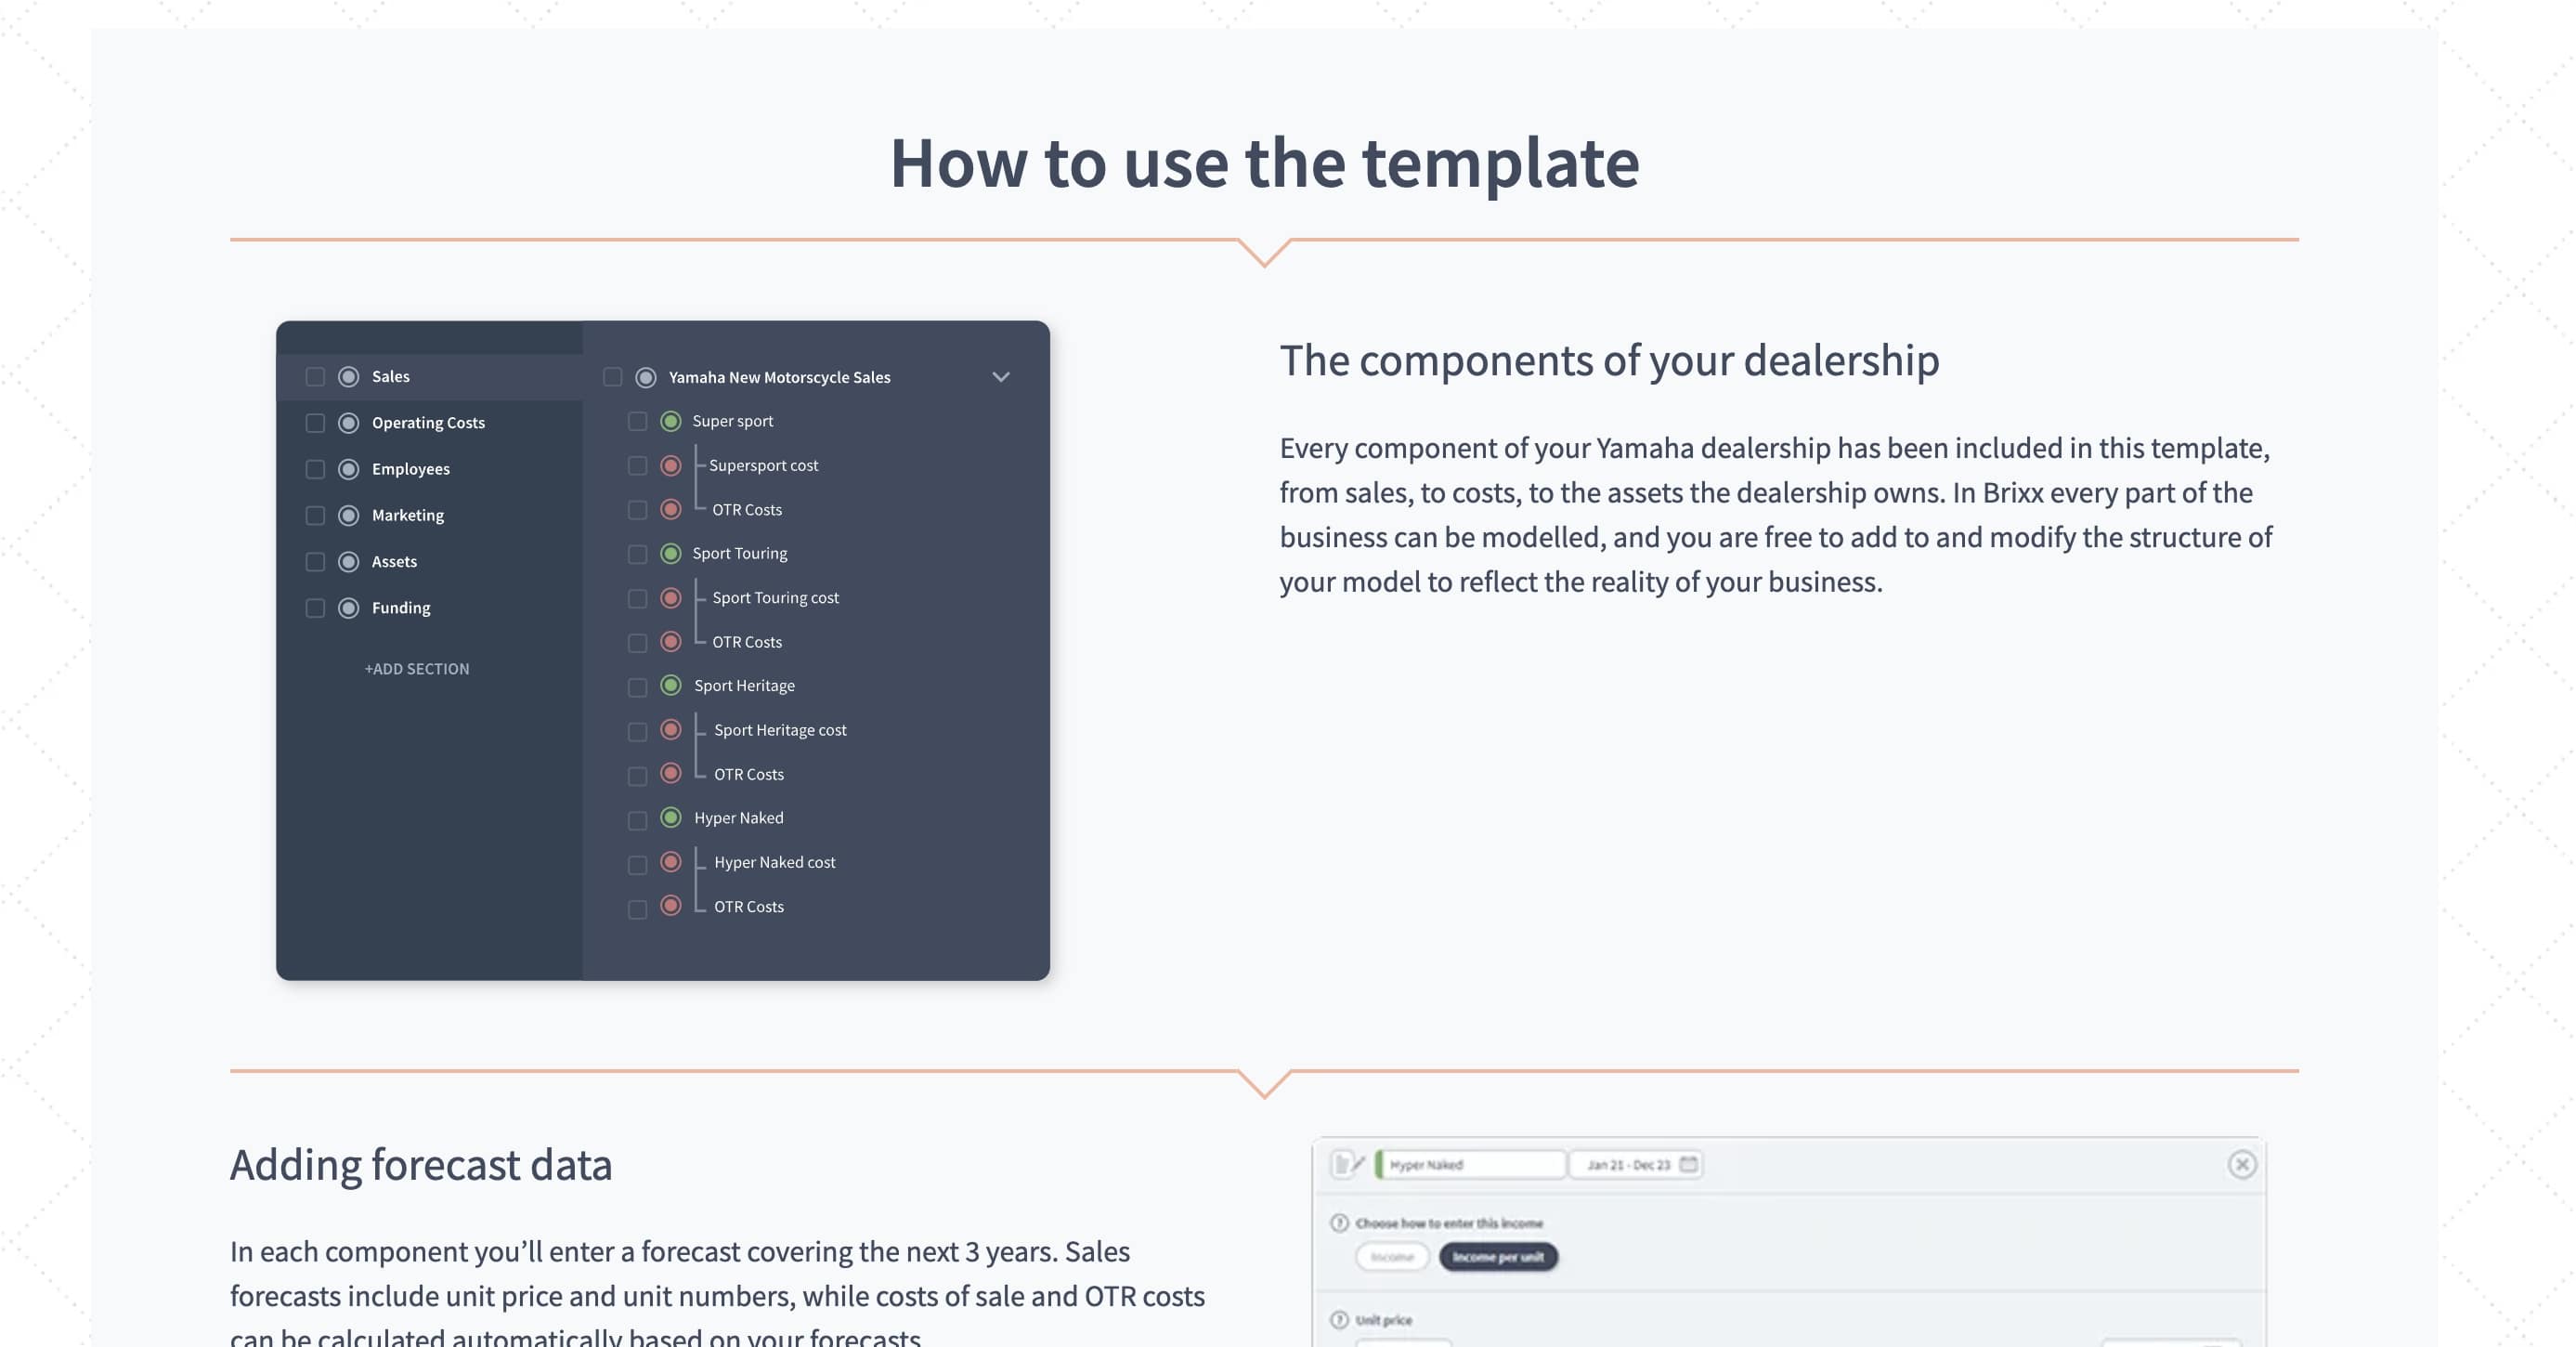 How to use the template
Sales
Operating Costs
Employees
Marketing
Assets
Funding
+ADD SECTION
Yamaha New Motorscycle Sales
Super sport
Supersport cost
OTR Costs
Sport Touring
Sport Touring cost
OTR Costs
Sport Heritage
Sport Heritage cost
OTR Costs
Hyper Naked
Hyper Naked cost
OTR Costs
The components of your dealership
Every component of your Yamaha dealership has been included in this template,
from sales, to costs, to the assets the dealership owns. In Brixx every part of the
business can be modelled, and you are free to add to and modify the structure of
your model to reflect the reality of your business.
Adding forecast data
In each component you’ll enter a forecast covering the next 3 years. Sales
forecasts include unit price and unit numbers, while costs of sale and OTR costs
can be calculated automatically based on your forecasts.
Hyper Naked
Jan 21 - Dec 23
Choose how to enter this income
Income
Income per unit
Unit price